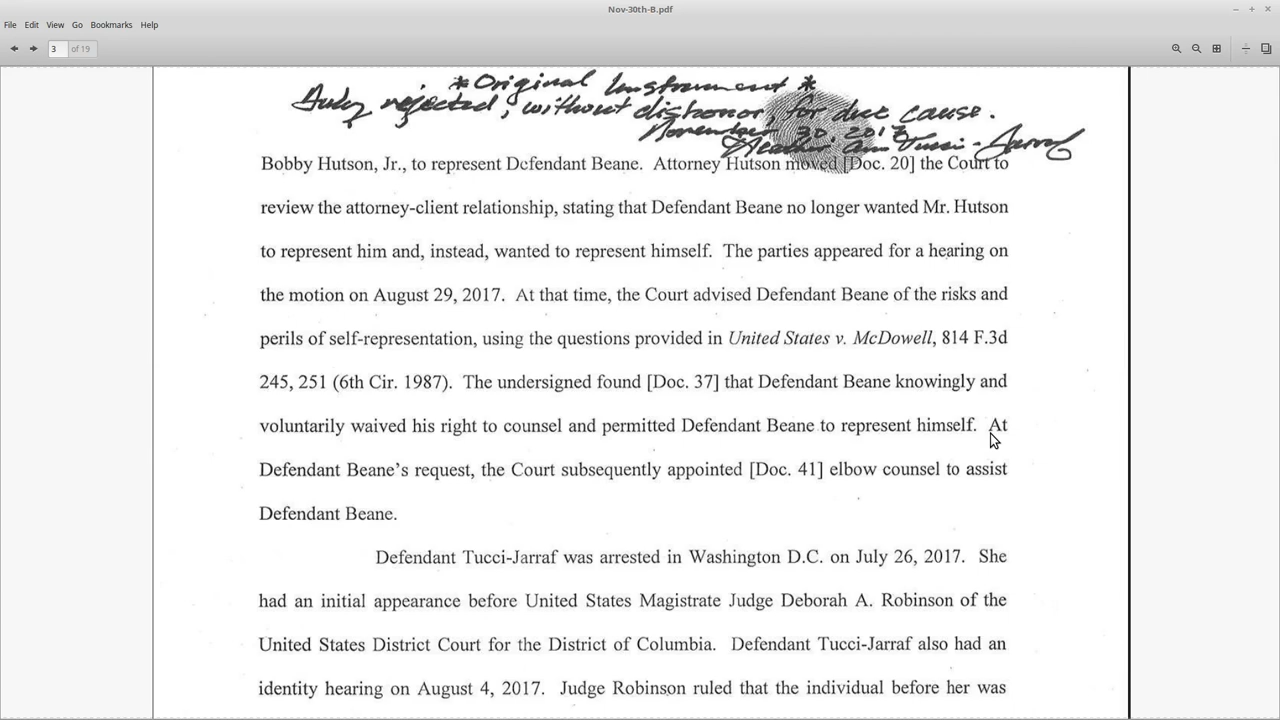 Nov-30th-B.pdf
File Edit View Go Bookmarks Help
3 of 19
*Original Instrument*
Duly rejected, without dishonor, for due cause.
November 30, 2017
Heather Ann Tucci-Jarraf
Bobby Hutson, Jr., to represent Defendant Beane. Attorney Hutson moved [Doc. 20] the Court to
review the attorney-client relationship, stating that Defendant Beane no longer wanted Mr. Hutson
to represent him and, instead, wanted to represent himself. The parties appeared for a hearing on
the motion on August 29, 2017. At that time, the Court advised Defendant Beane of the risks and
perils of self-representation, using the questions provided in United States v. McDowell, 814 F.3d
245, 251 (6th Cir. 1987). The undersigned found [Doc. 37] that Defendant Beane knowingly and
voluntarily waived his right to counsel and permitted Defendant Beane to represent himself. At
Defendant Beane’s request, the Court subsequently appointed [Doc. 41] elbow counsel to assist
Defendant Beane.
Defendant Tucci-Jarraf was arrested in Washington D.C. on July 26, 2017. She
had an initial appearance before United States Magistrate Judge Deborah A. Robinson of the
United States District Court for the District of Columbia. Defendant Tucci-Jarraf also had an
identity hearing on August 4, 2017. Judge Robinson ruled that the individual before her was